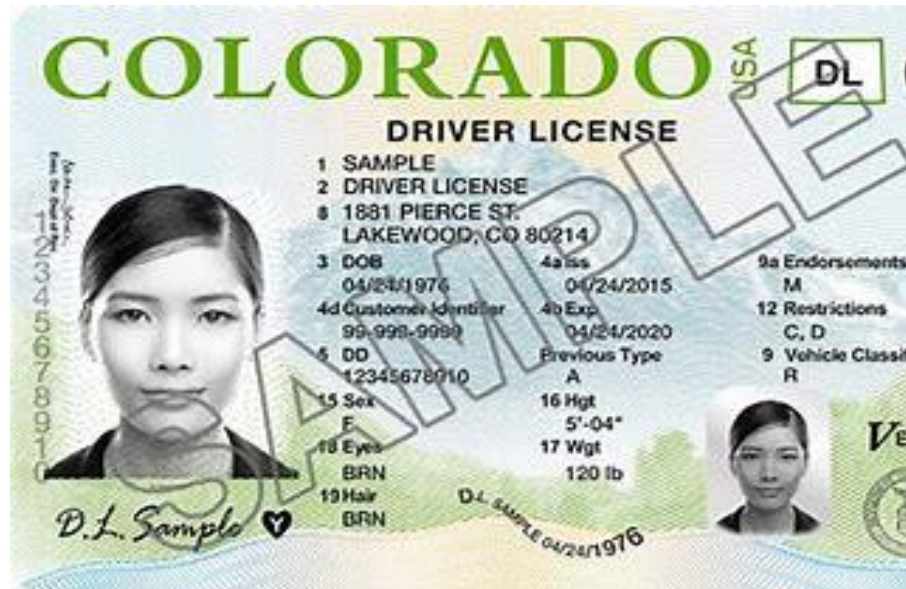 COLORADO USA DL
DRIVER LICENSE
1 SAMPLE
2 DRIVER LICENSE
8 1881 PIERCE ST.
LAKEWOOD, CO 80214
3 DOB 4a Iss 9a Endorsements
04/24/1976 04/24/2015 M
4d Customer Identifier 4b Exp 12 Restrictions
99-999-9999 04/24/2020 C, D
5 DD Previous Type 9 Vehicle Classif
12345678910 A R
15 Sex 16 Hgt
F 5'-04"
18 Eyes 17 Wgt
BRN 120 lb
19 Hair
BRN
12345678910
D.L. Sample Y
D.L. SAMPLE 04/24/1976
SAMPLE